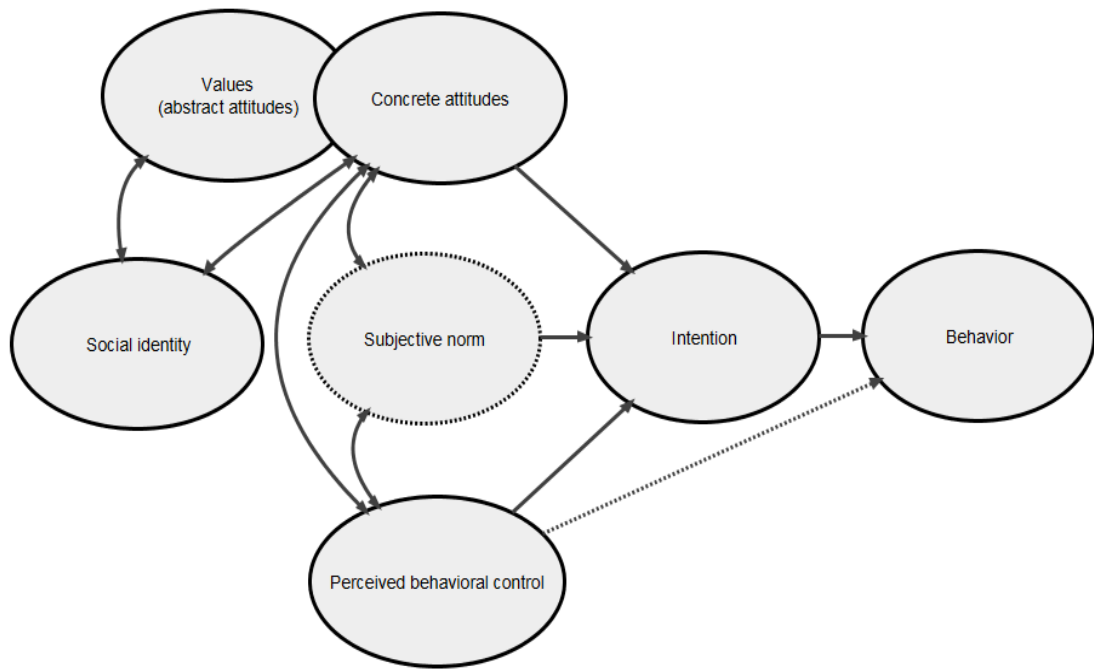 Values
(abstract attitudes)
Concrete attitudes
Social identity
Subjective norm
Intention
Behavior
Perceived behavioral control